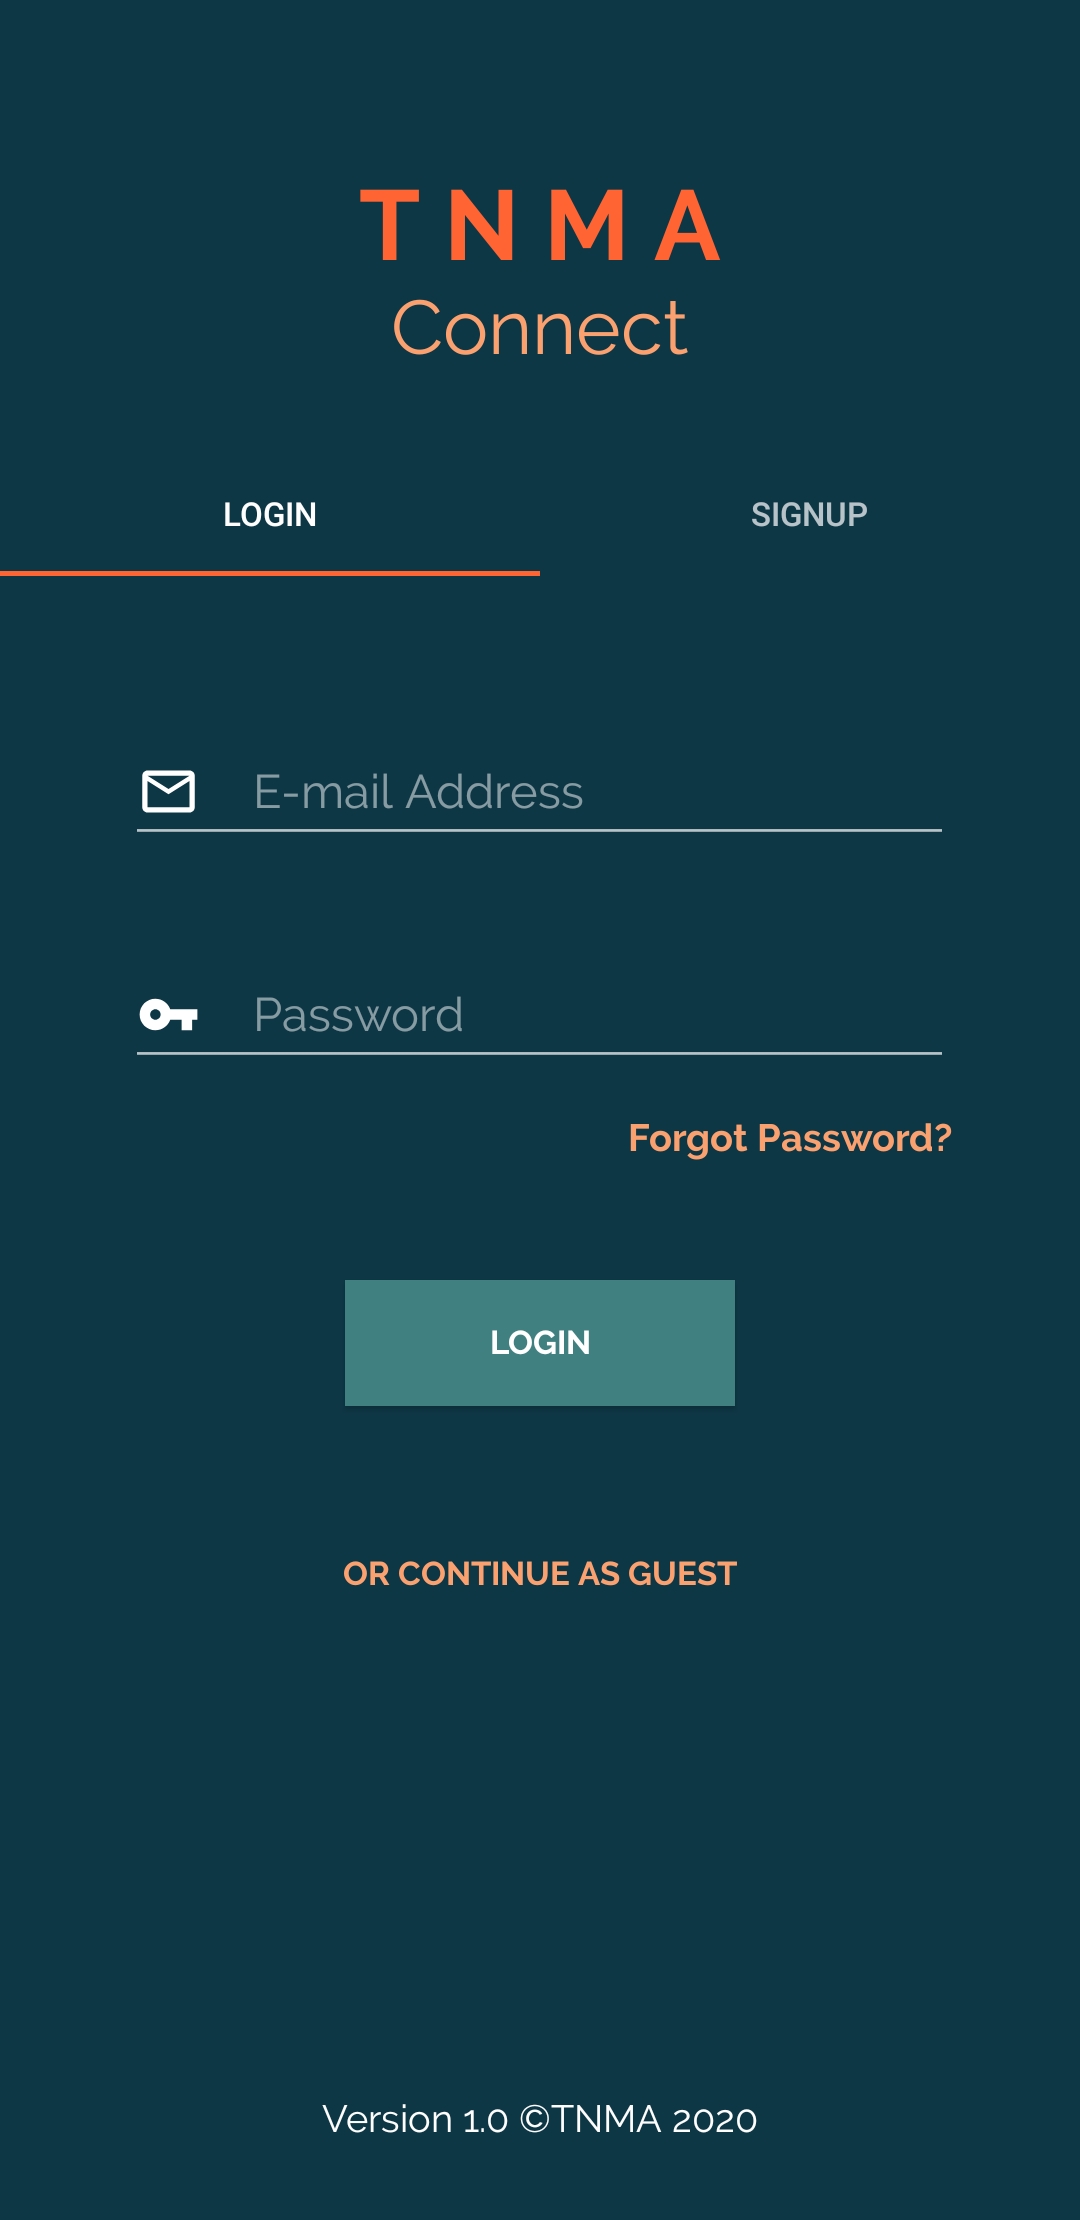 TNMA
Connect
LOGIN
SIGNUP
E-mail Address
Password
Forgot Password?
LOGIN
OR CONTINUE AS GUEST
Version 1.0 ©TNMA 2020